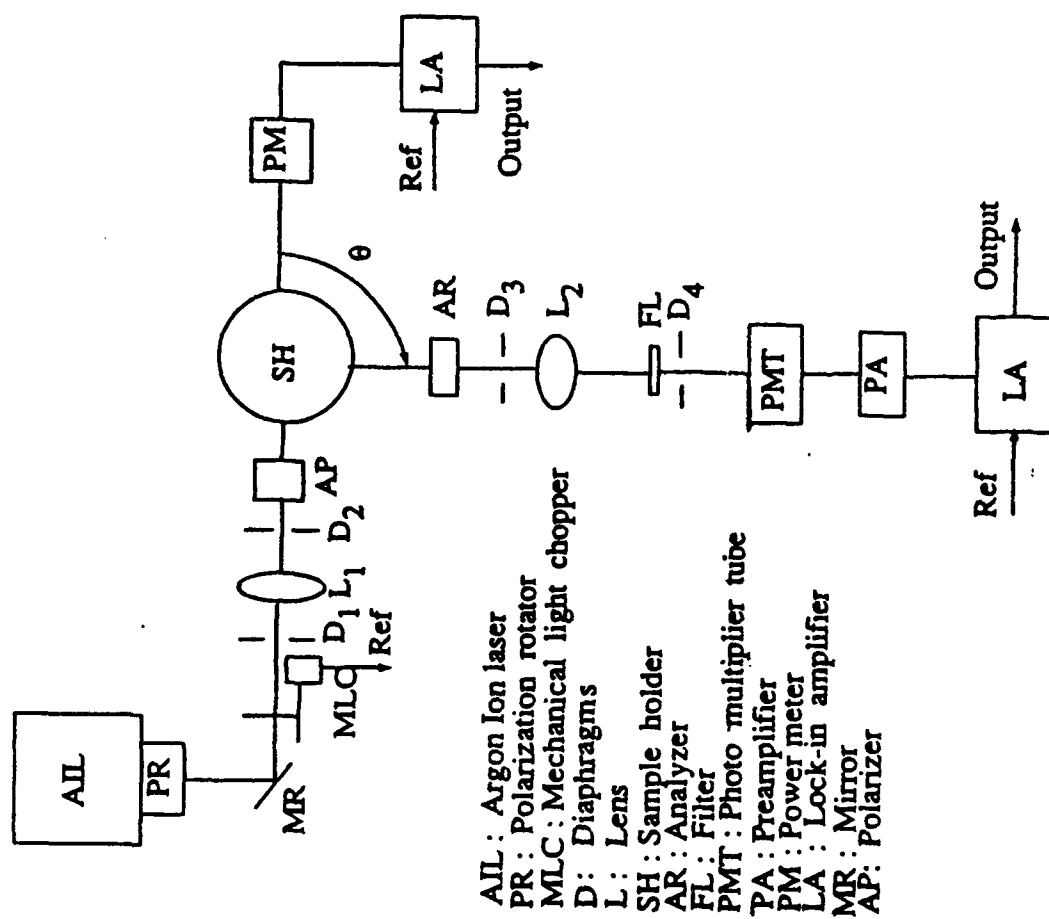 AIL
PR
MR
MLC
Ref
D1
L1
D2
AP
SH
PM
LA
Ref
Output
θ
AR
D3
L2
FL
D4
PMT
PA
LA
Ref
Output
AIL : Argon Ion laser
PR : Polarization rotator
MLC : Mechanical light chopper
D : Diaphragms
L : Lens
SH : Sample holder
AR : Analyzer
FL : Filter
PMT : Photo multiplier tube
PA : Preamplifier
PM : Power meter
LA : Lock-in amplifier
MR : Mirror
AP: Polarizer